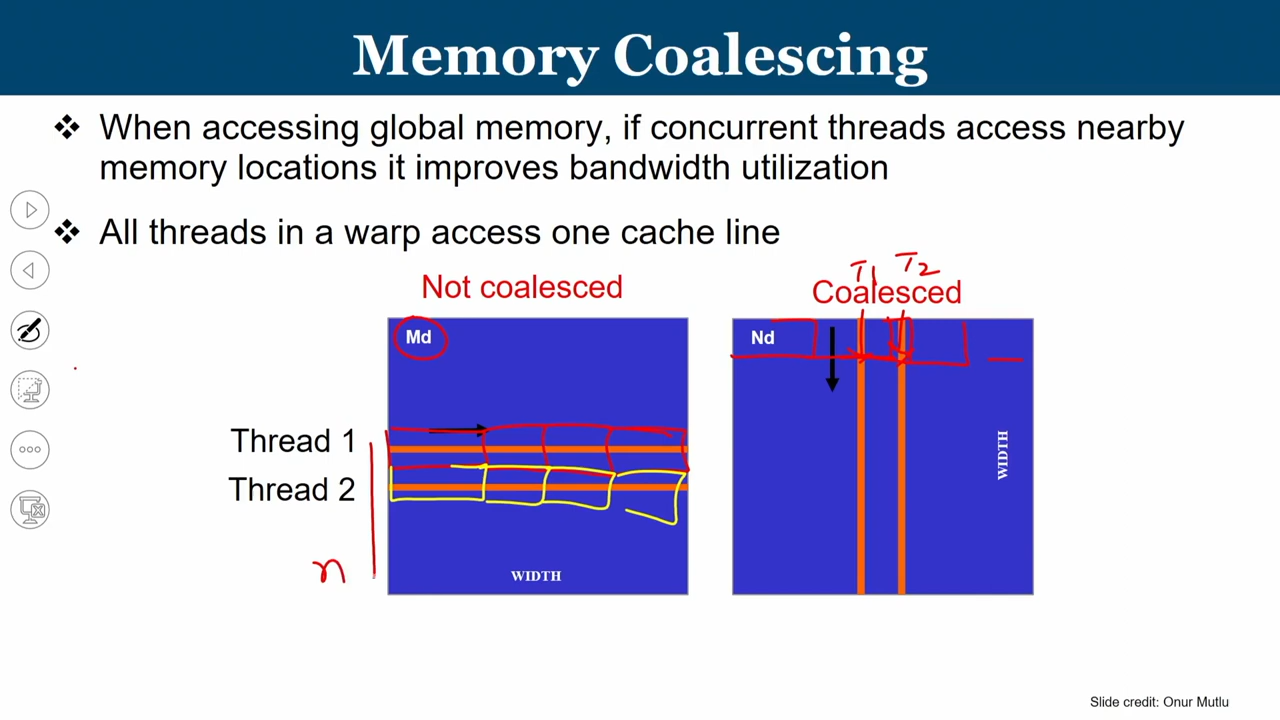 Memory Coalescing
❖ When accessing global memory, if concurrent threads access nearby
memory locations it improves bandwidth utilization
❖ All threads in a warp access one cache line
T1 T2
Not coalesced
Coalesced
Md
Nd
Thread 1
Thread 2
WIDTH
n
WIDTH
Slide credit: Onur Mutlu